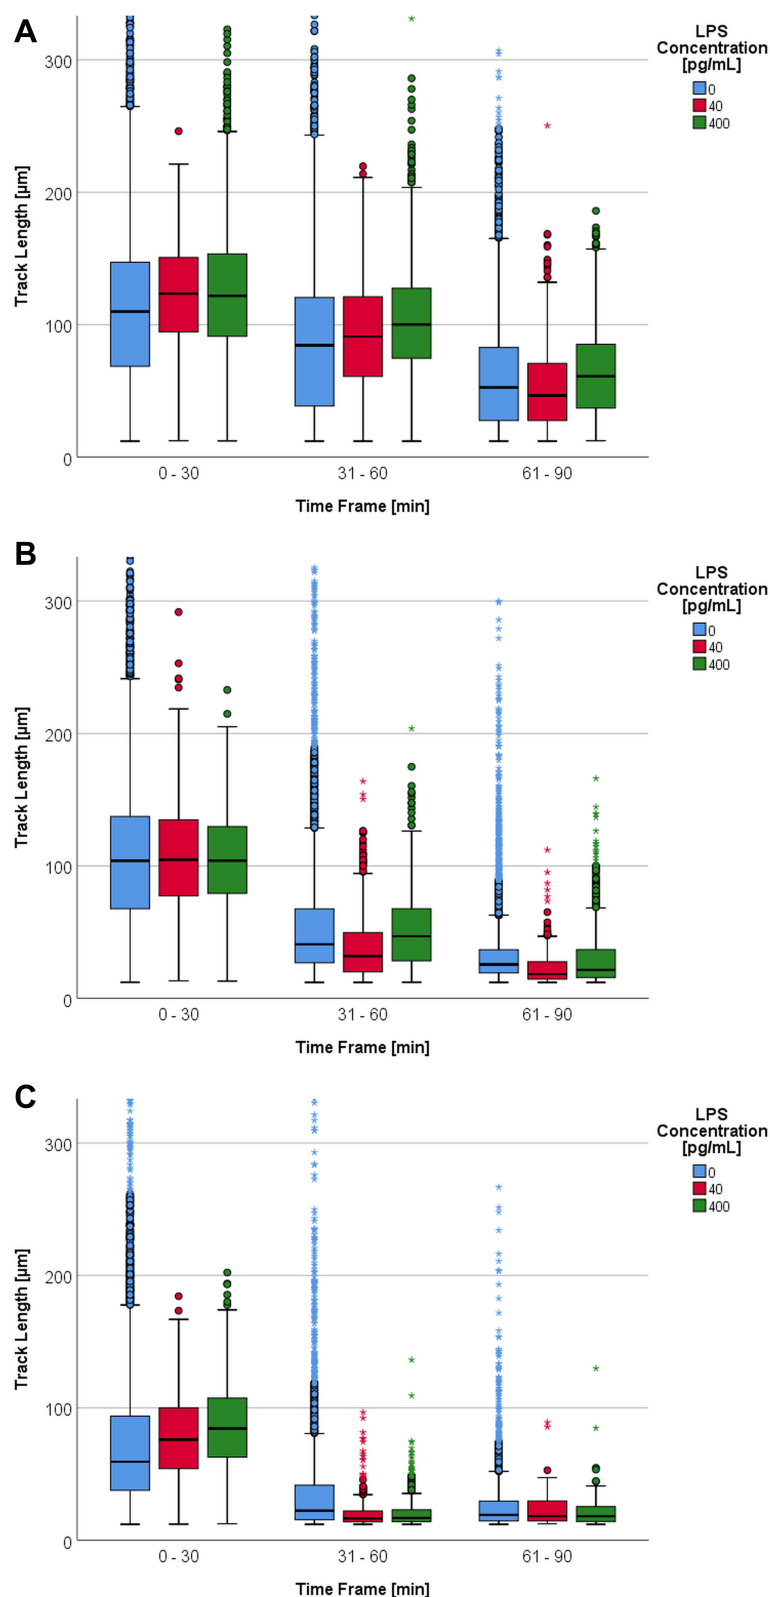 A
LPS
Concentration
[pg/mL]
0
40
400
300
200
100
0
Track Length [µm]
0 - 30
31 - 60
61 - 90
Time Frame [min]
B
LPS
Concentration
[pg/mL]
0
40
400
300
200
100
0
Track Length [µm]
0 - 30
31 - 60
61 - 90
Time Frame [min]
C
LPS
Concentration
[pg/mL]
0
40
400
300
200
100
0
Track Length [µm]
0 - 30
31 - 60
61 - 90
Time Frame [min]